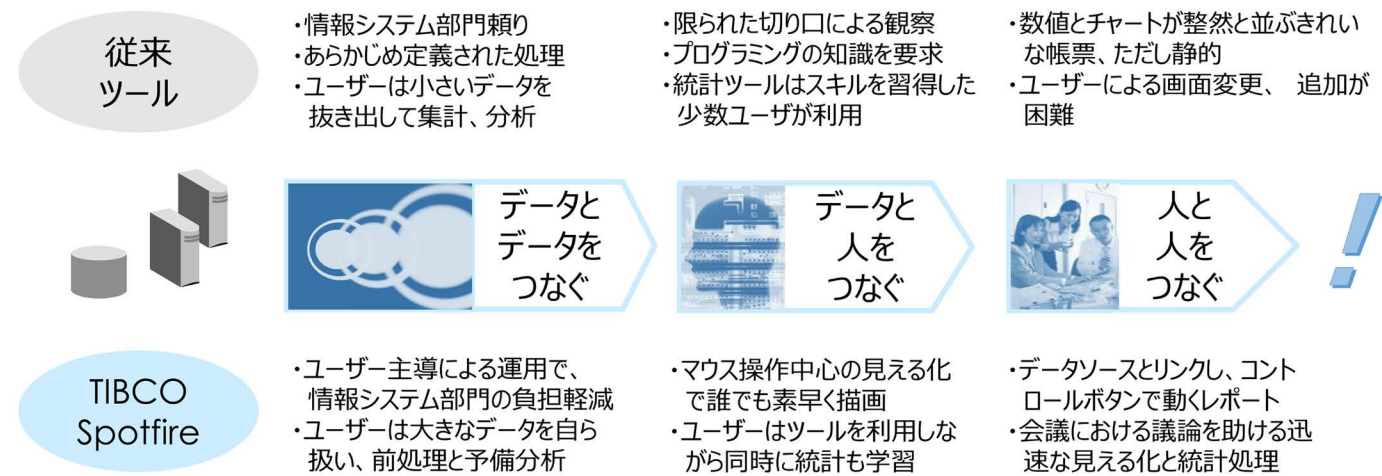 従来
ツール
・情報システム部門頼り
・あらかじめ定義された処理
・ユーザーは小さいデータを
抜き出して集計、分析
・限られた切り口による観察
・プログラミングの知識を要求
・統計ツールはスキルを習得した
少数ユーザが利用
・数値とチャートが整然と並ぶきれい
な帳票、ただし静的
・ユーザーによる画面変更、 追加が
困難
データと
データを
つなぐ
データと
人を
つなぐ
人と
人を
つなぐ
!
TIBCO
Spotfire
・ユーザー主導による運用で、
情報システム部門の負担軽減
・ユーザーは大きなデータを自ら
扱い、前処理と予備分析
・マウス操作中心の見える化
で誰でも素早く描画
・ユーザーはツールを利用しな
がら同時に統計も学習
・データソースとリンクし、コント
ロールボタンで動くレポート
・会議における議論を助ける迅
速な見える化と統計処理